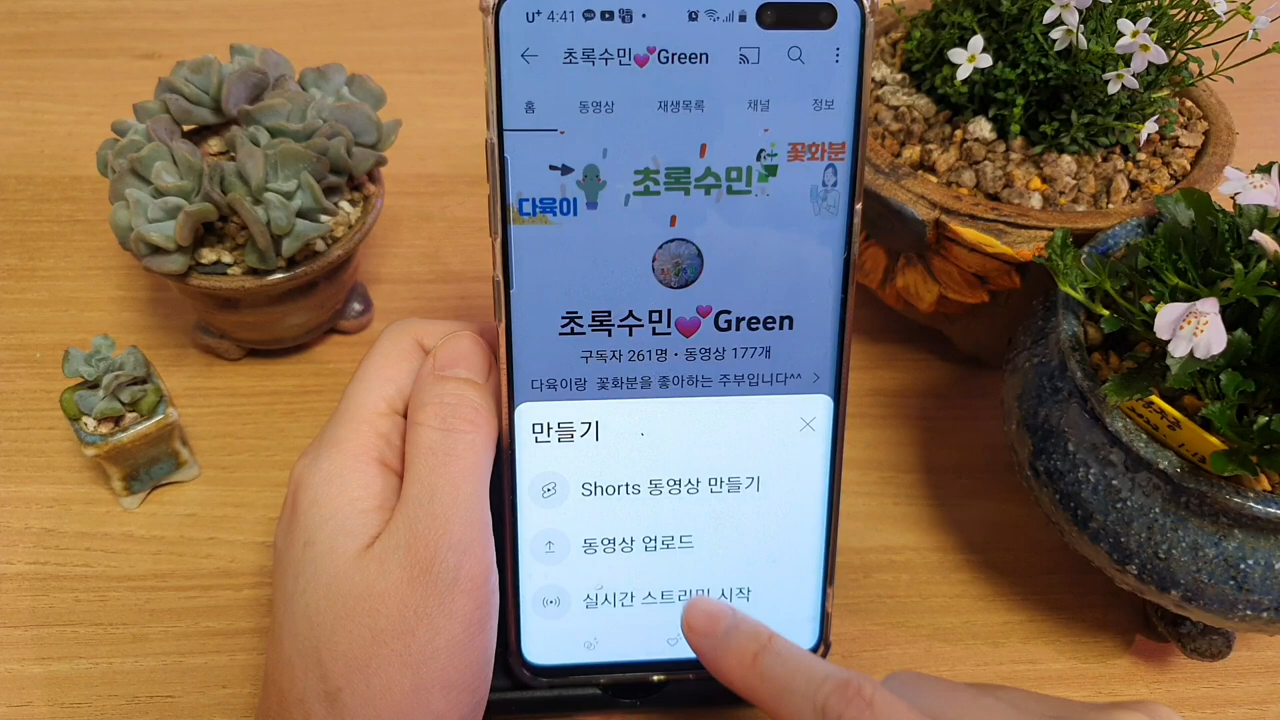 U+ 4:41
초록수민💕Green
홈 동영상 재생목록 채널 정보
꽃화분
초록수민
다육이
초록수민💕Green
구독자 261명 • 동영상 177개
다육이랑 꽃화분을 좋아하는 주부입니다^^
만들기
Shorts 동영상 만들기
동영상 업로드
실시간 스트리밍 시작